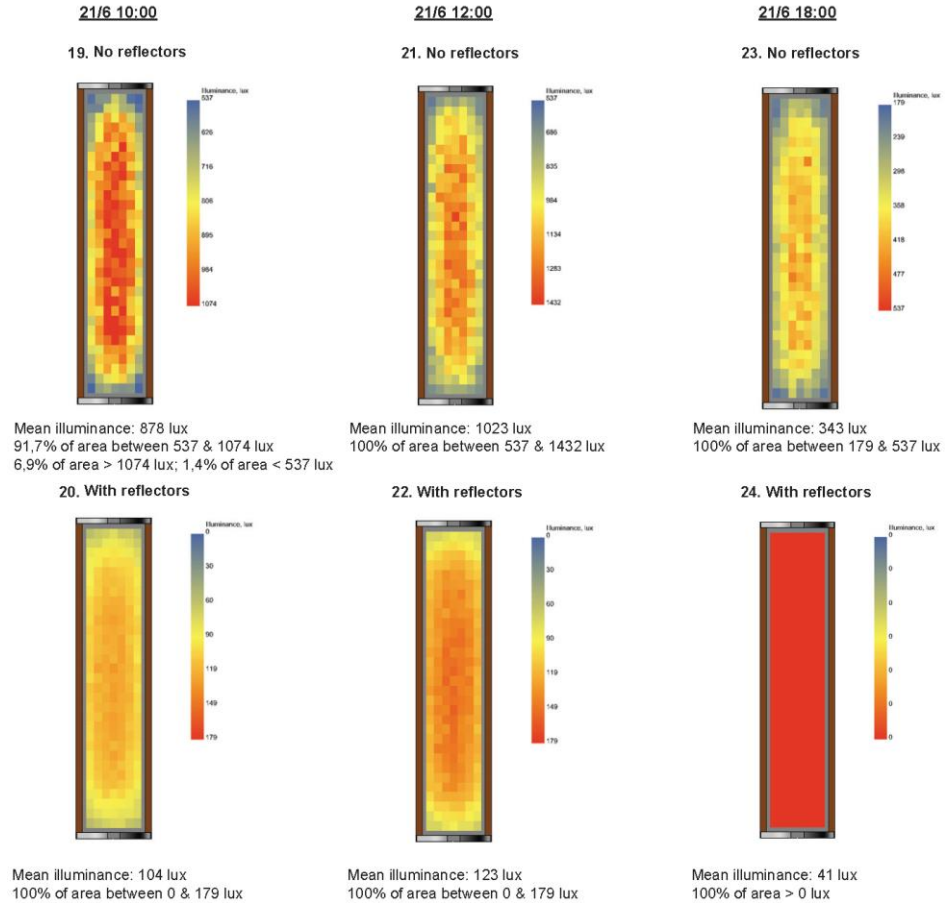 21/6 10:00
21/6 12:00
21/6 18:00
19. No reflectors
21. No reflectors
23. No reflectors
Illuminance, lux
537
626
716
806
895
984
1074
Illuminance, lux
537
686
835
984
1134
1283
1432
Illuminance, lux
179
239
298
358
418
477
537
Mean illuminance: 878 lux
91,7% of area between 537 & 1074 lux
6,9% of area > 1074 lux; 1,4% of area < 537 lux
Mean illuminance: 1023 lux
100% of area between 537 & 1432 lux
Mean illuminance: 343 lux
100% of area between 179 & 537 lux
20. With reflectors
22. With reflectors
24. With reflectors
Illuminance, lux
0
30
60
90
119
149
179
Illuminance, lux
0
30
60
90
119
149
179
Illuminance, lux
0
0
0
0
0
0
0
Mean illuminance: 104 lux
100% of area between 0 & 179 lux
Mean illuminance: 123 lux
100% of area between 0 & 179 lux
Mean illuminance: 41 lux
100% of area > 0 lux